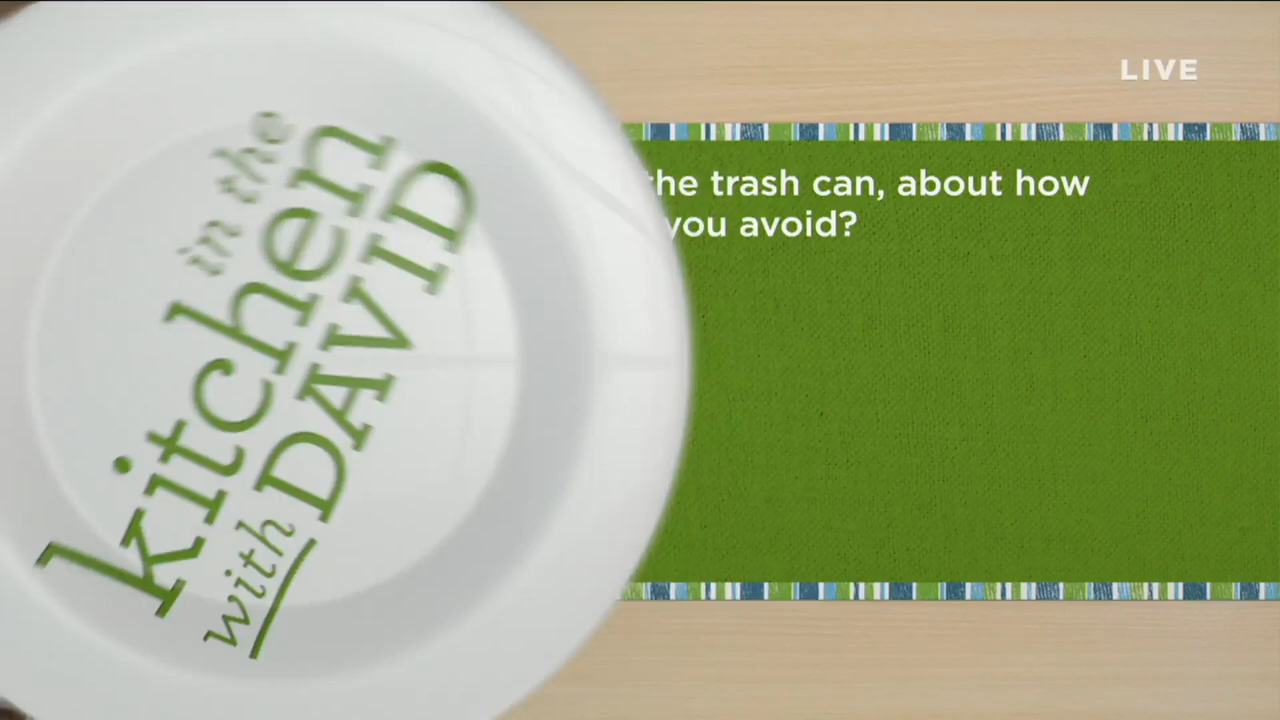 LIVE
the trash can, about how
you avoid?
in the
kitchen
with DAVID